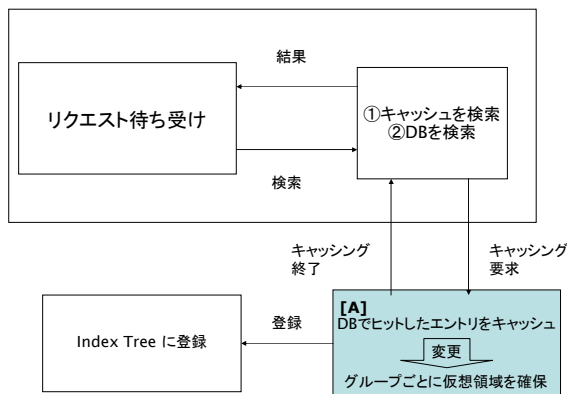 結果
リクエスト待ち受け
①キャッシュを検索
②DBを検索
検索
キャッシング
終了
キャッシング
要求
[A]
DBでヒットしたエントリをキャッシュ
変更
グループごとに仮想領域を確保
登録
Index Tree に登録